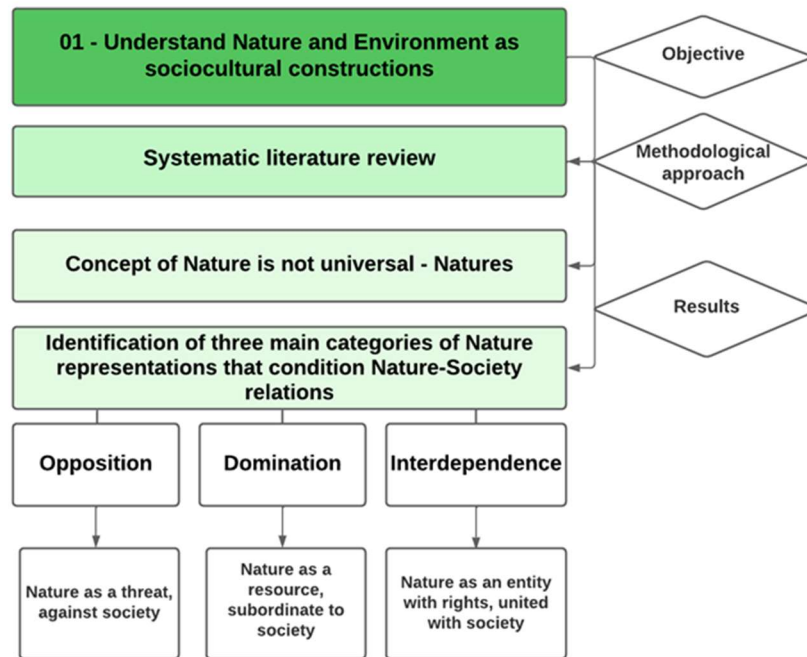 01 - Understand Nature and Environment as
sociocultural constructions
Objective
Systematic literature review
Methodological
approach
Concept of Nature is not universal - Natures
Results
Identification of three main categories of Nature
representations that condition Nature-Society
relations
Opposition
Domination
Interdependence
Nature as a threat,
against society
Nature as a
resource,
subordinate to
society
Nature as an entity
with rights, united
with society